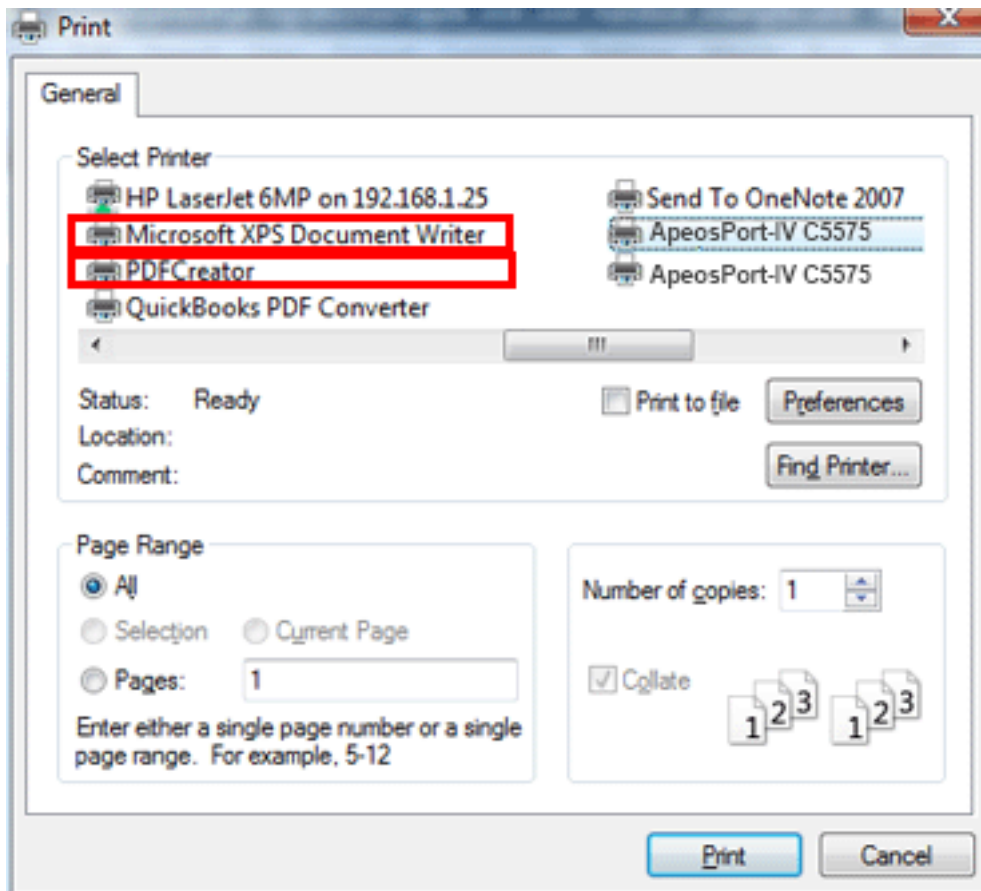 Print
General
Select Printer
HP LaserJet 6MP on 192.168.1.25
Microsoft XPS Document Writer
PDFCreator
QuickBooks PDF Converter
Send To OneNote 2007
ApeosPort-IV C5575
ApeosPort-IV C5575
Status: Ready
Location:
Comment:
Print to file
Preferences
Find Printer...
Page Range
All
Selection
Current Page
Pages: 1
Enter either a single page number or a single
page range. For example, 5-12
Number of copies: 1
Collate
1 2 3 1 2 3
Print
Cancel